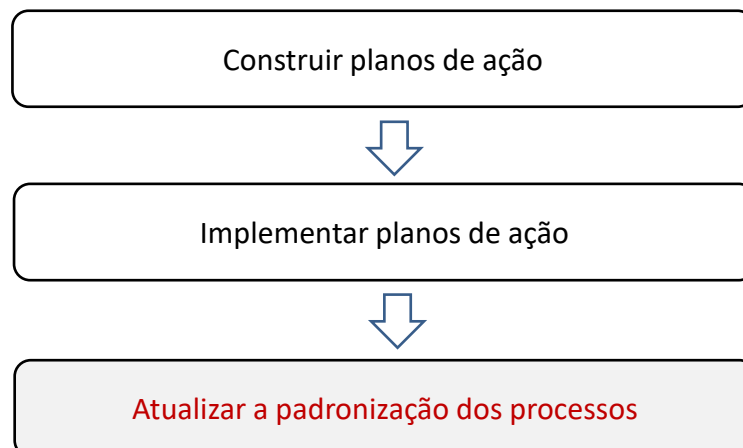 Construir planos de ação
Implementar planos de ação
Atualizar a padronização dos processos